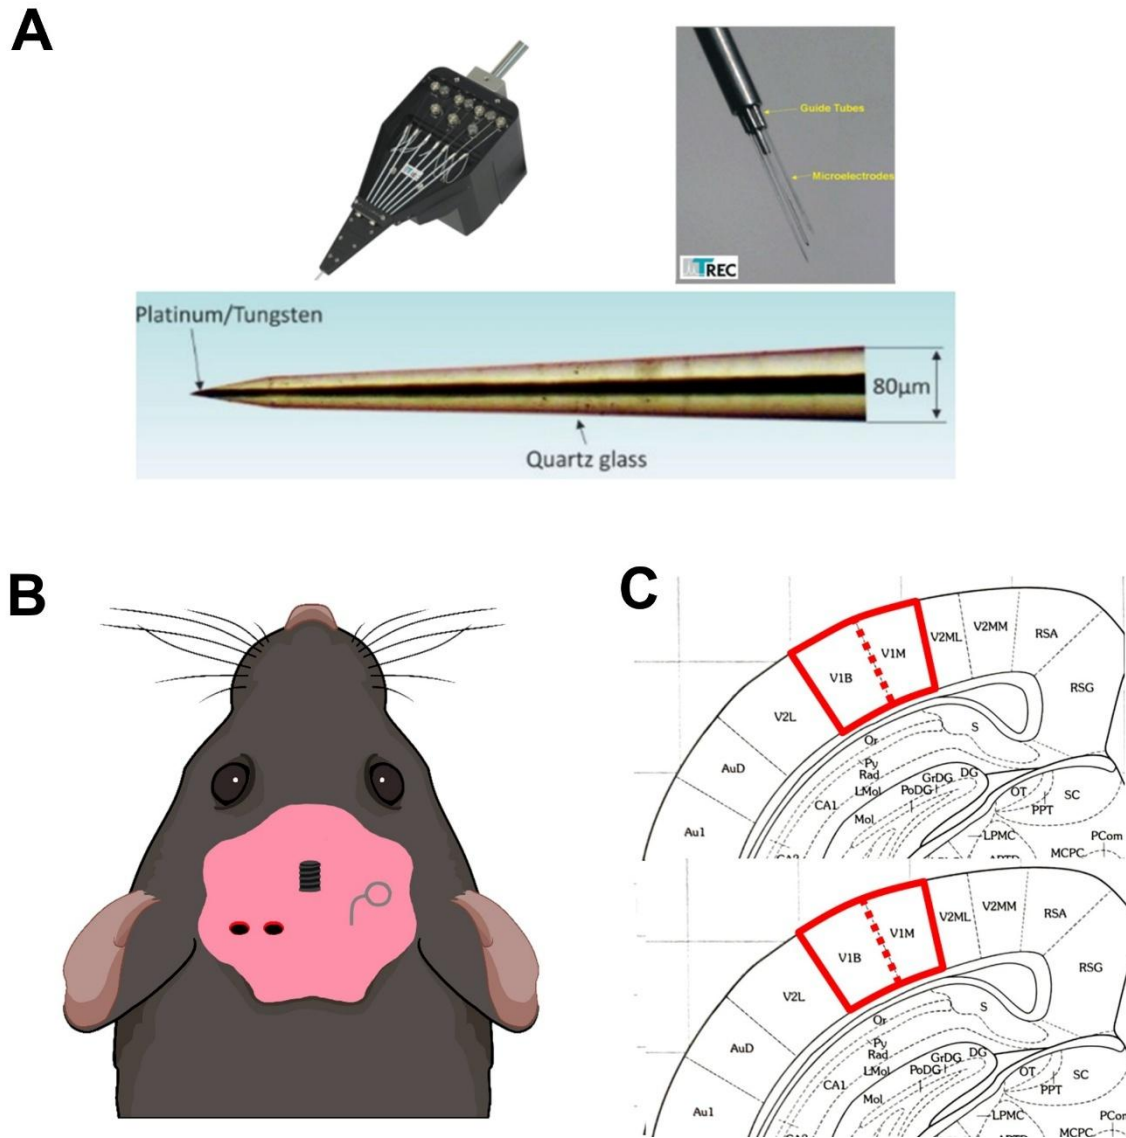 A
Guide Tubes
Microelectrodes
TREC
Platinum/Tungsten
80µm
Quartz glass
B
C
V2ML
V2MM
RSA
V1M
V1B
RSG
V2L
S
Or
AuD
Py
Rad
GrDG
DG
LMol
PoDG
OT
SC
CA1
PPT
Mol
Au1
LPMC
PCom
MCPC
V2ML
V2MM
RSA
V1M
V1B
RSG
V2L
S
Or
AuD
Py
Rad
GrDG
DG
LMol
PoDG
OT
SC
CA1
PPT
Mol
Au1
LPMC
PCor
MCPC